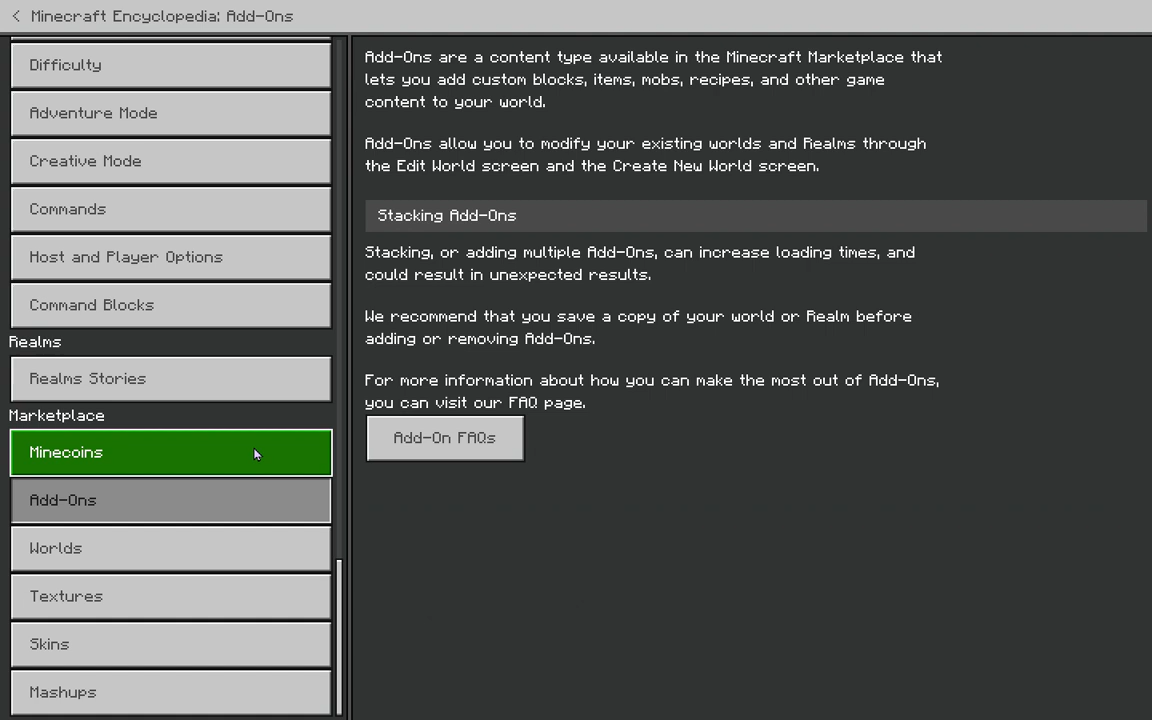 Minecraft Encyclopedia: Add-Ons
Difficulty
Adventure Mode
Creative Mode
Commands
Host and Player Options
Command Blocks
Realms
Realms Stories
Marketplace
Minecoins
Add-Ons
Worlds
Textures
Skins
Mashups
Add-Ons are a content type available in the Minecraft Marketplace that
lets you add custom blocks, items, mobs, recipes, and other game
content to your world.
Add-Ons allow you to modify your existing worlds and Realms through
the Edit World screen and the Create New World screen.
Stacking Add-Ons
Stacking, or adding multiple Add-Ons, can increase loading times, and
could result in unexpected results.
We recommend that you save a copy of your world or Realm before
adding or removing Add-Ons.
For more information about how you can make the most out of Add-Ons,
you can visit our FAQ page.
Add-On FAQs